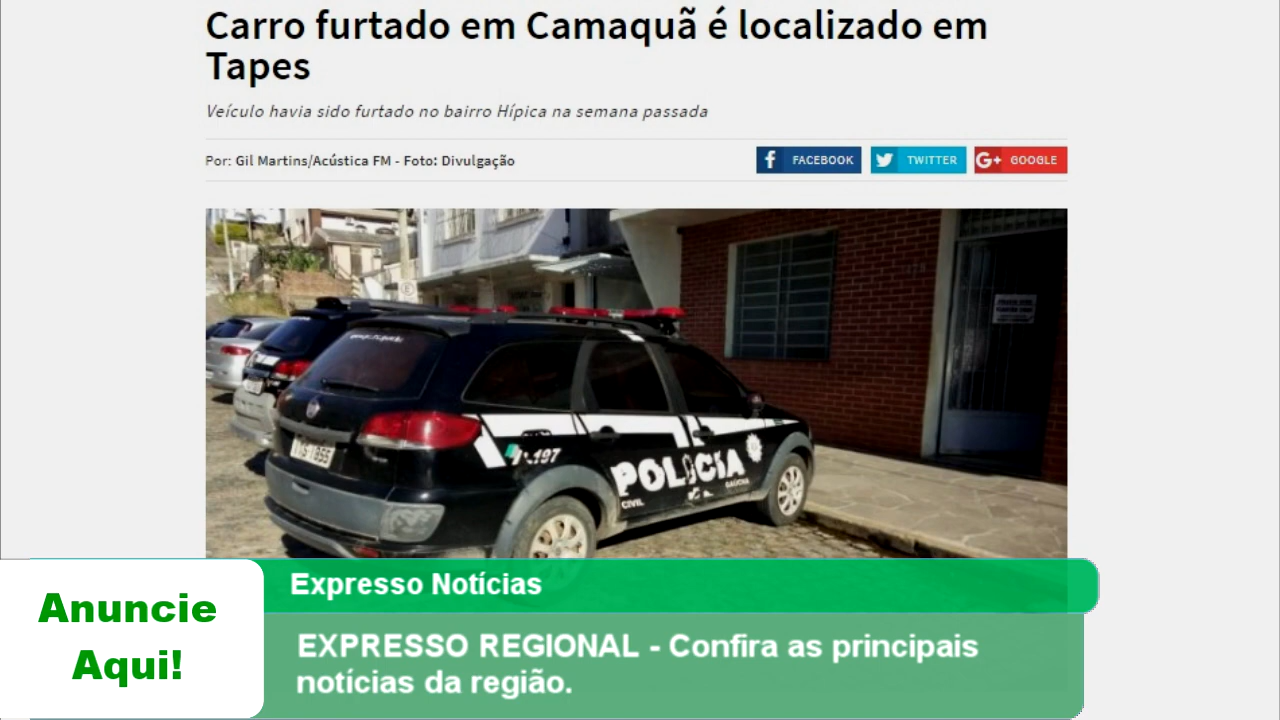 Carro furtado em Camaquã é localizado em
Tapes
Veículo havia sido furtado no bairro Hípica na semana passada
Por: Gil Martins/Acústica FM - Foto: Divulgação
FACEBOOK
TWITTER
G+ GOOGLE
POLÍCIA
CIVIL
GAÚCHA
Expresso Notícias
Anuncie
Aqui!
EXPRESSO REGIONAL - Confira as principais
notícias da região.